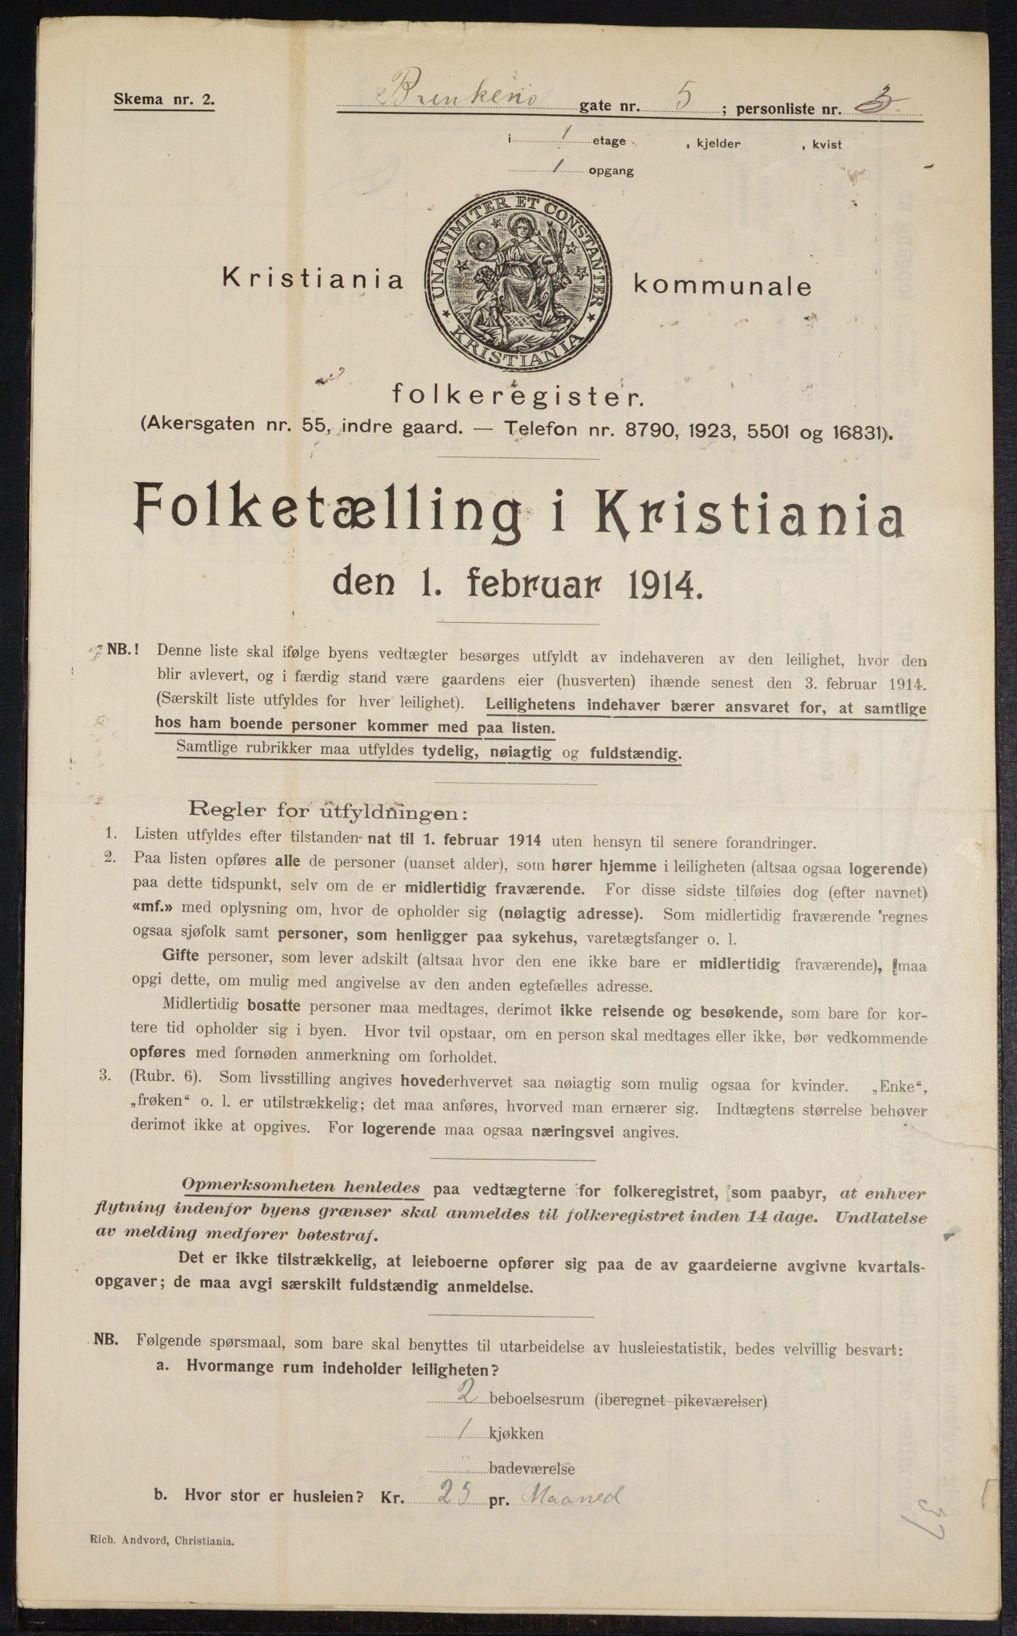 Skema nr. 2.
Brinkens gate nr. 5 ; personliste nr. 3
i 1 etage , kjelder , kvist
1 opgang
UNANIMITER ET CONSTANTER
KRISTIANIA
Kristiania kommunale
folkeregister.
(Akersgaten nr. 55, indre gaard. — Telefon nr. 8790, 1923, 5501 og 16831).
Folketælling i Kristiania
den 1. februar 1914.
NB.! Denne liste skal ifølge byens vedtægter besørges utfyldt av indehaveren av den leilighet, hvor den
blir avlevert, og i færdig stand være gaardens eier (husverten) ihænde senest den 3. februar 1914.
(Særskilt liste utfyldes for hver leilighet). Leilighetens indehaver bærer ansvaret for, at samtlige
hos ham boende personer kommer med paa listen.
Samtlige rubrikker maa utfyldes tydelig, nøiagtig og fuldstændig.
Regler for utfyldningen:
1. Listen utfyldes efter tilstanden nat til 1. februar 1914 uten hensyn til senere forandringer.
2. Paa listen opføres alle de personer (uanset alder), som hører hjemme i leiligheten (altsaa ogsaa logerende)
paa dette tidspunkt, selv om de er midlertidig fraværende. For disse sidste tilføies dog (efter navnet)
«mf.» med oplysning om, hvor de opholder sig (nøiagtig adresse). Som midlertidig fraværende regnes
ogsaa sjøfolk samt personer, som henligger paa sykehus, varetægtsfanger o. l.
Gifte personer, som lever adskilt (altsaa hvor den ene ikke bare er midlertidig fraværende), maa
opgi dette, om mulig med angivelse av den anden egtefælles adresse.
Midlertidig bosatte personer maa medtages, derimot ikke reisende og besøkende, som bare for kor-
tere tid opholder sig i byen. Hvor tvil opstaar, om en person skal medtages eller ikke, bør vedkommende
opføres med fornøden anmerkning om forholdet.
3. (Rubr. 6). Som livsstilling angives hovederhvervet saa nøiagtig som mulig ogsaa for kvinder. „Enke“,
„frøken“ o. l. er utilstrækkelig; det maa anføres, hvorved man ernærer sig. Indtægtens størrelse behøver
derimot ikke at opgives. For logerende maa ogsaa næringsvei angives.
Opmerksomheten henledes paa vedtægterne for folkeregistret, som paabyr, at enhver
flytning indenfor byens grænser skal anmeldes til folkeregistret inden 14 dage. Undlatelse
av melding medfører bøtestraf.
Det er ikke tilstrækkelig, at leieboerne opfører sig paa de av gaardeierne avgivne kvartals-
opgaver; de maa avgi særskilt fuldstændig anmeldelse.
NB. Følgende spørsmaal, som bare skal benyttes til utarbeidelse av husleiestatistik, bedes velvillig besvart:
a. Hvormange rum indeholder leiligheten?
2 beboelsesrum (iberegnet pikeværelser)
1 kjøkken
badeværelse
b. Hvor stor er husleien? Kr. 25 pr. Maaned
37
Rich. Andvord, Christiania.